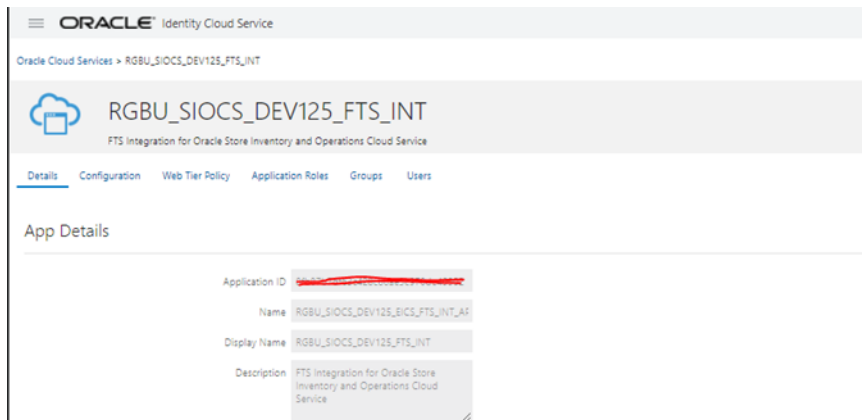 ORACLE® Identity Cloud Service
Oracle Cloud Services > RGBU_SIOCS_DEV125_FTS_INT
RGBU_SIOCS_DEV125_FTS_INT
FTS Integration for Oracle Store Inventory and Operations Cloud Service
Details Configuration Web Tier Policy Application Roles Groups Users
App Details
Application ID
Name RGBU_SIOCS_DEV125_EICS_FTS_INT_AP
Display Name RGBU_SIOCS_DEV125_FTS_INT
Description FTS Integration for Oracle Store
Inventory and Operations Cloud
Service